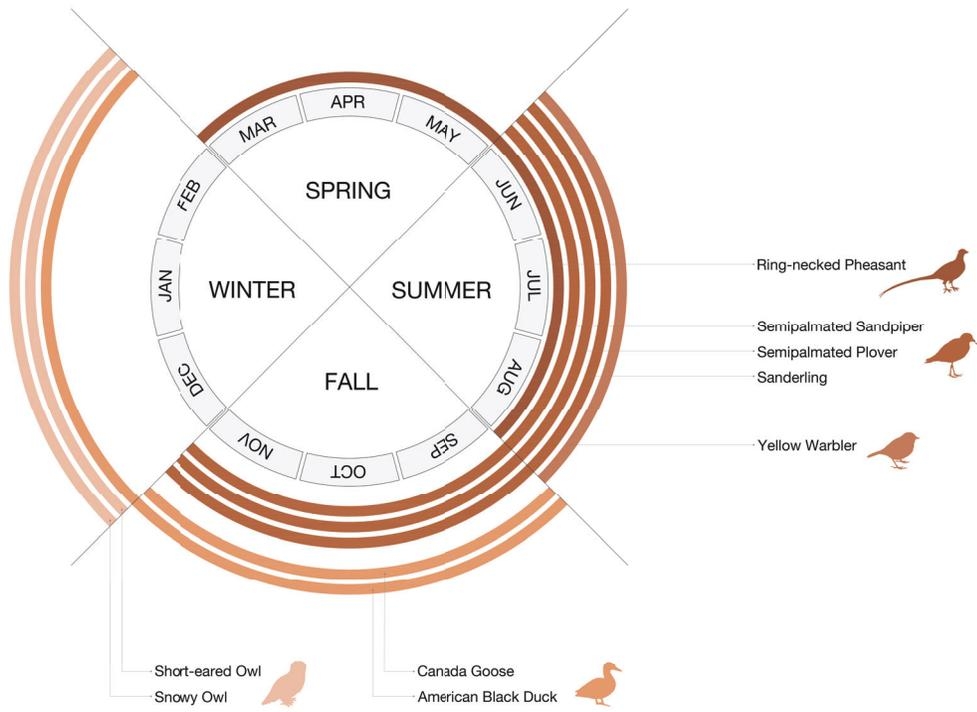 APR
MAR
MAY
FEB
JUN
SPRING
JAN
WINTER
SUMMER
JUL
FALL
DEC
AUG
NOV
OCT
SEP
Ring-necked Pheasant
Semipalmated Sandpiper
Semipalmated Plover
Sanderling
Yellow Warbler
Short-eared Owl
Snowy Owl
Canada Goose
American Black Duck